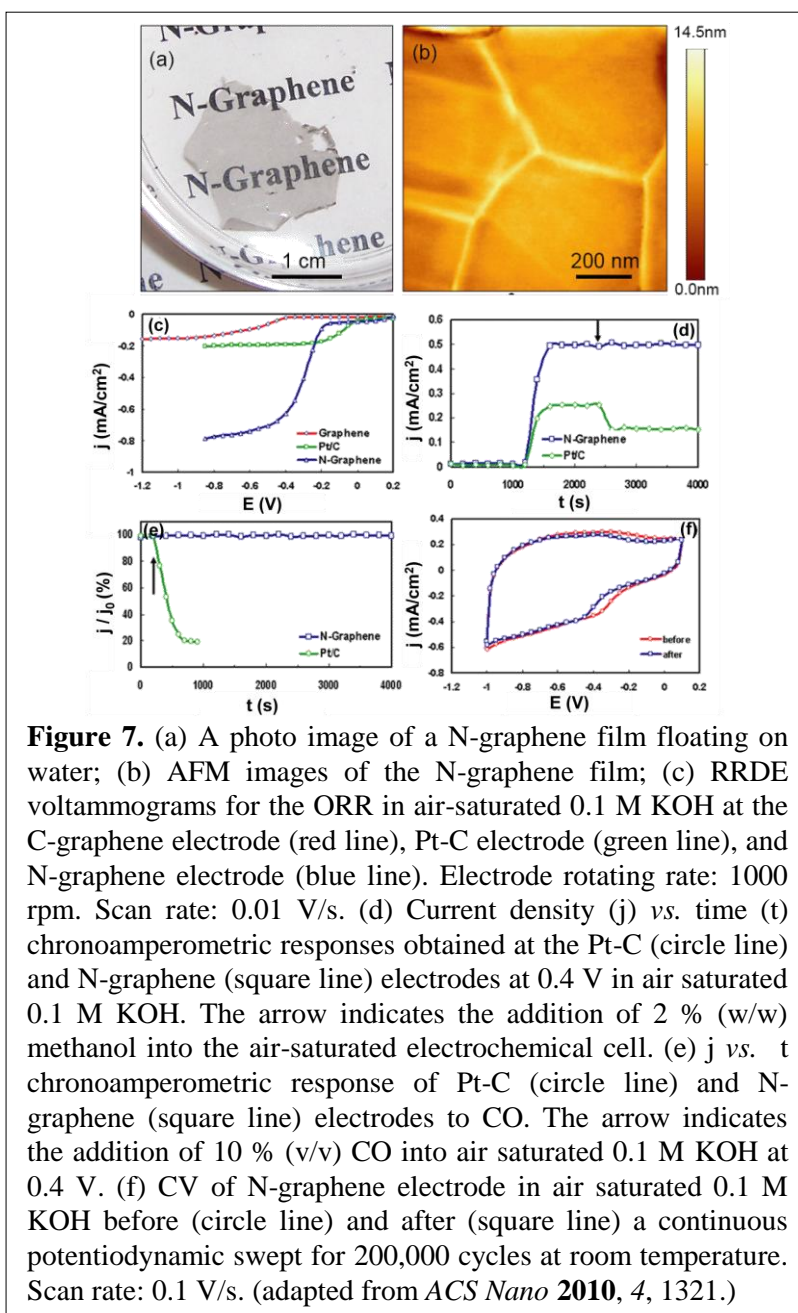 N-Gra
(a)
N-Graphene
N-Graphene
N-Graphene
1 cm
(b)
200 nm
14.5nm
0.0nm
(c)
j (mA/cm²)
0
-0.2
-0.4
-0.6
-0.8
-1
-1.2 -1 -0.8 -0.6 -0.4 -0.2 0 0.2
E (V)
Graphene
Pt/C
N-Graphene
(d)
j (mA/cm²)
0.6
0.5
0.4
0.3
0.2
0.1
0
0 1000 2000 3000 4000
t (s)
N-Graphene
Pt/C
(e)
j / j₀ (%)
100
80
60
40
20
0
0 1000 2000 3000 4000
t (s)
N-Graphene
Pt/C
(f)
j (mA/cm²)
0.4
0.2
0
-0.2
-0.4
-0.6
-0.8
-1.2 -1 -0.8 -0.6 -0.4 -0.2 0 0.2
E (V)
before
after
Figure 7. (a) A photo image of a N-graphene film floating on
water; (b) AFM images of the N-graphene film; (c) RRDE
voltammograms for the ORR in air-saturated 0.1 M KOH at the
C-graphene electrode (red line), Pt-C electrode (green line), and
N-graphene electrode (blue line). Electrode rotating rate: 1000
rpm. Scan rate: 0.01 V/s. (d) Current density (j) vs. time (t)
chronoamperometric responses obtained at the Pt-C (circle line)
and N-graphene (square line) electrodes at 0.4 V in air saturated
0.1 M KOH. The arrow indicates the addition of 2 % (w/w)
methanol into the air-saturated electrochemical cell. (e) j vs. t
chronoamperometric response of Pt-C (circle line) and N-
graphene (square line) electrodes to CO. The arrow indicates
the addition of 10 % (v/v) CO into air saturated 0.1 M KOH at
0.4 V. (f) CV of N-graphene electrode in air saturated 0.1 M
KOH before (circle line) and after (square line) a continuous
potentiodynamic swept for 200,000 cycles at room temperature.
Scan rate: 0.1 V/s. (adapted from ACS Nano 2010, 4, 1321.)